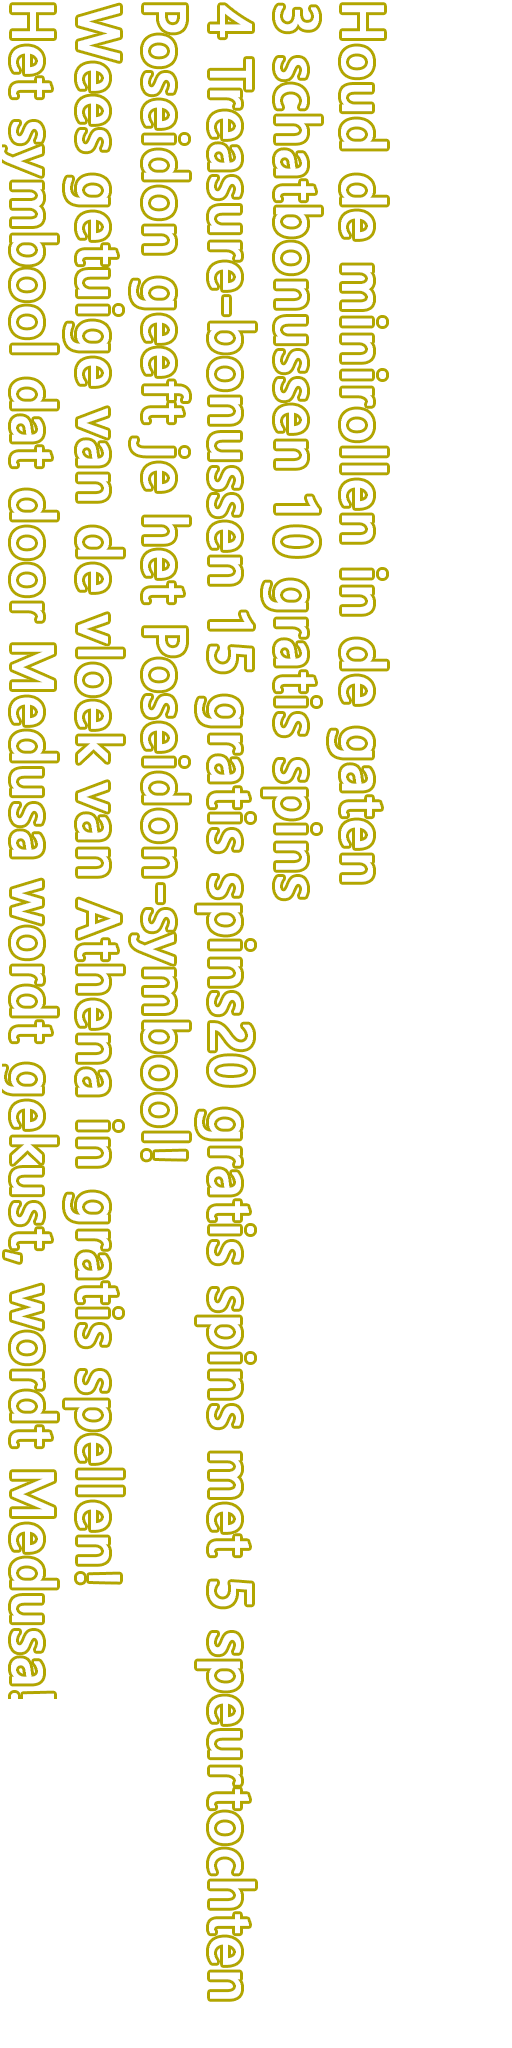 Houd de minirollen in de gaten
3 schatbonussen 10 gratis spins
4 Treasure-bonussen 15 gratis spins20 gratis spins met 5 speurtochten
Poseidon geeft je het Poseidon-symbool!
Wees getuige van de vloek van Athena in gratis spellen!
Het symbool dat door Medusa wordt gekust, wordt Medusa!